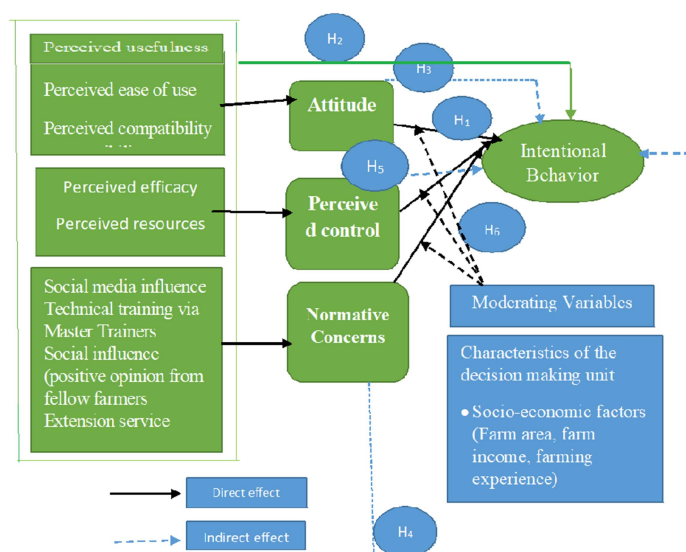 Perceived usefulness
Perceived ease of use
Perceived compatibility
Perceived efficacy
Perceived resources
Social media influence
Technical training via
Master Trainers
Social influence
(positive opinion from
fellow farmers
Extension service
Attitude
Perceive
d control
Normative
Concerns
H2
H3
H1
H5
H6
H4
Intentional
Behavior
Moderating Variables
Characteristics of the
decision making unit
• Socio-economic factors
(Farm area, farm
income, farming
experience)
Direct effect
Indirect effect